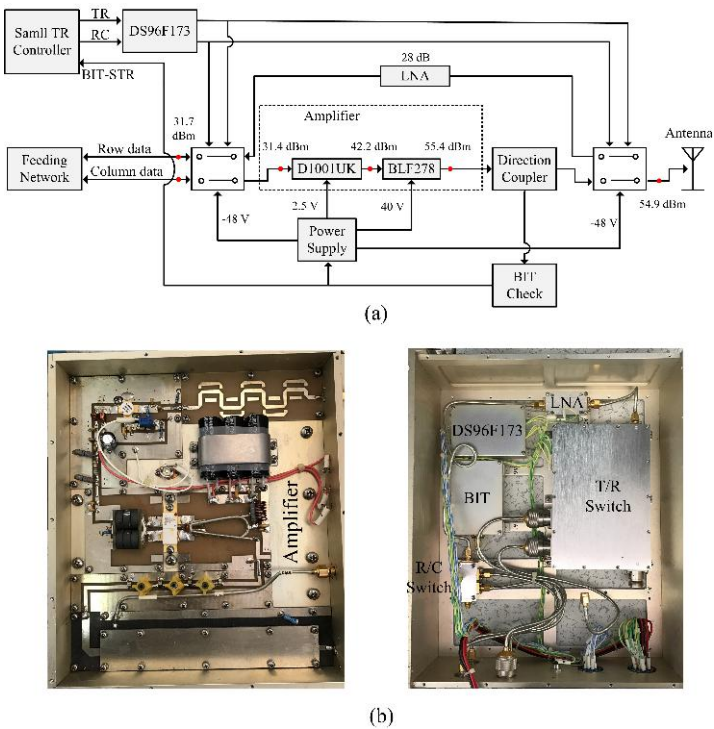 TR
Samll TR
Controller
RC
DS96F173
BIT-STR
28 dB
LNA
31.7
dBm
Amplifier
Antenna
Row data
31.4 dBm
42.2 dBm
55.4 dBm
Feeding
Network
Column data
D1001UK
BLF278
Direction
Coupler
-48 V
2.5 V
40 V
-48 V
54.9 dBm
Power
Supply
BIT
Check
(a)
LNA
DS96F173
T/R
Switch
BIT
Amplifier
R/C
Switch
(b)